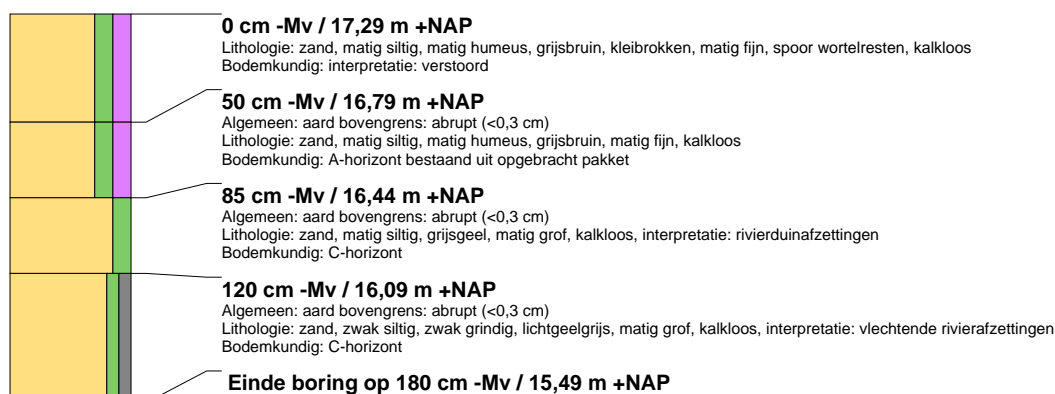 0 cm -Mv / 17,29 m +NAP
Lithologie: zand, matig siltig, matig humeus, grijsbruin, kleibrokken, matig fijn, spoor wortelresten, kalkloos
Bodemkundig: interpretatie: verstoord
50 cm -Mv / 16,79 m +NAP
Algemeen: aard bovengrens: abrupt (<0,3 cm)
Lithologie: zand, matig siltig, matig humeus, grijsbruin, matig fijn, kalkloos
Bodemkundig: A-horizont bestaand uit opgebracht pakket
85 cm -Mv / 16,44 m +NAP
Algemeen: aard bovengrens: abrupt (<0,3 cm)
Lithologie: zand, matig siltig, grijsgeel, matig grof, kalkloos, interpretatie: rivierduinafzettingen
Bodemkundig: C-horizont
120 cm -Mv / 16,09 m +NAP
Algemeen: aard bovengrens: abrupt (<0,3 cm)
Lithologie: zand, zwak siltig, zwak grindig, lichtgeelgrijs, matig grof, kalkloos, interpretatie: vlechtende rivierafzettingen
Bodemkundig: C-horizont
Einde boring op 180 cm -Mv / 15,49 m +NAP